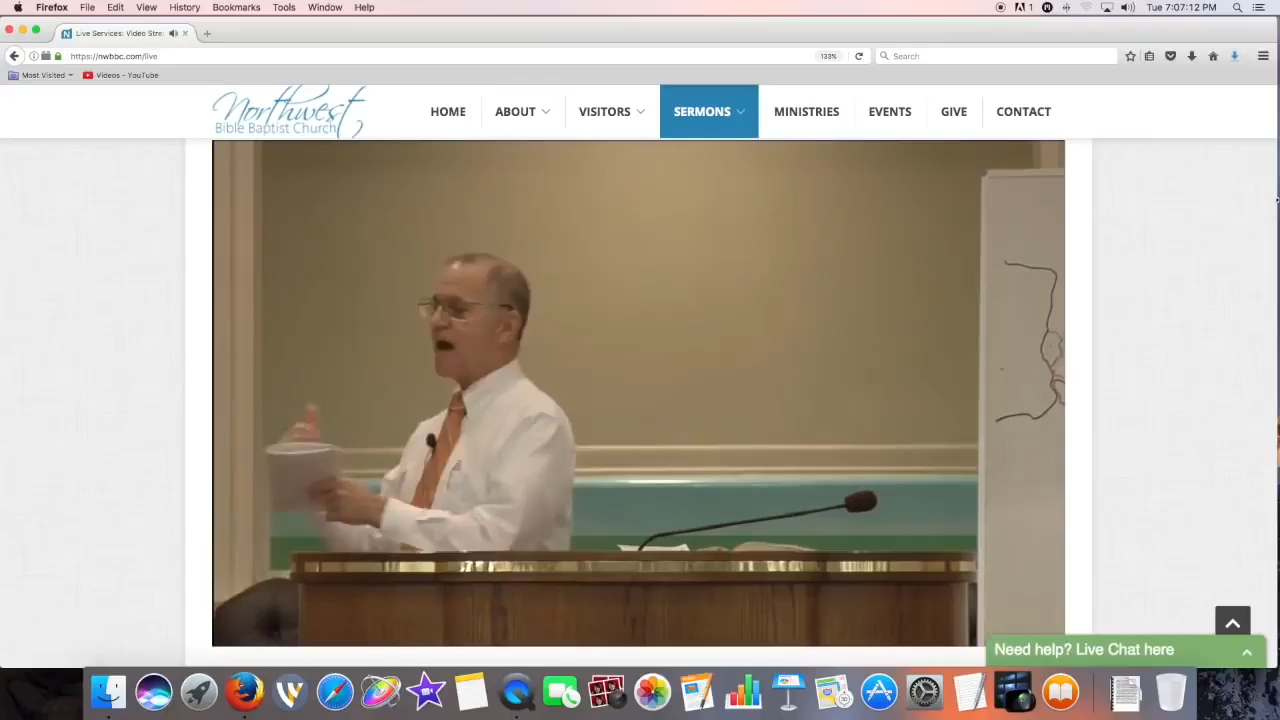 Firefox File Edit View History Bookmarks Tools Window Help
1 Tue 7:07:12 PM
Live Services: Video Stre
https://nwbbc.com/live
133%
Search
Most Visited Videos - YouTube
Northwest
Bible Baptist Church
HOME ABOUT VISITORS SERMONS MINISTRIES EVENTS GIVE CONTACT
Need help? Live Chat here